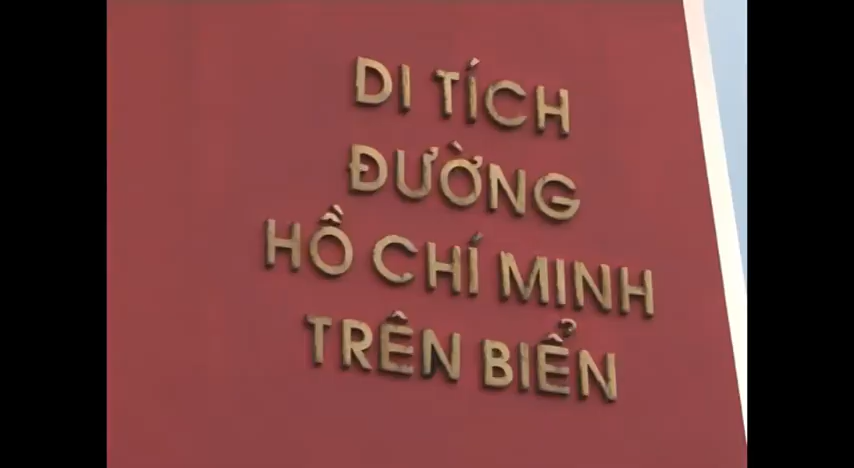 DI TÍCH
ĐƯỜNG
HỒ CHÍ MINH
TRÊN BIỂN